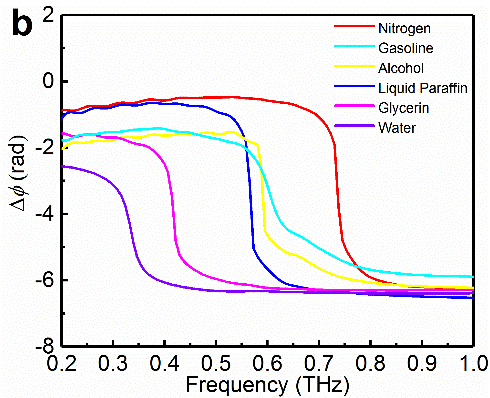 b
2
0
-2
-4
-6
-8
Δϕ (rad)
Nitrogen
Gasoline
Alcohol
Liquid Paraffin
Glycerin
Water
0.2 0.3 0.4 0.5 0.6 0.7 0.8 0.9 1.0
Frequency (THz)